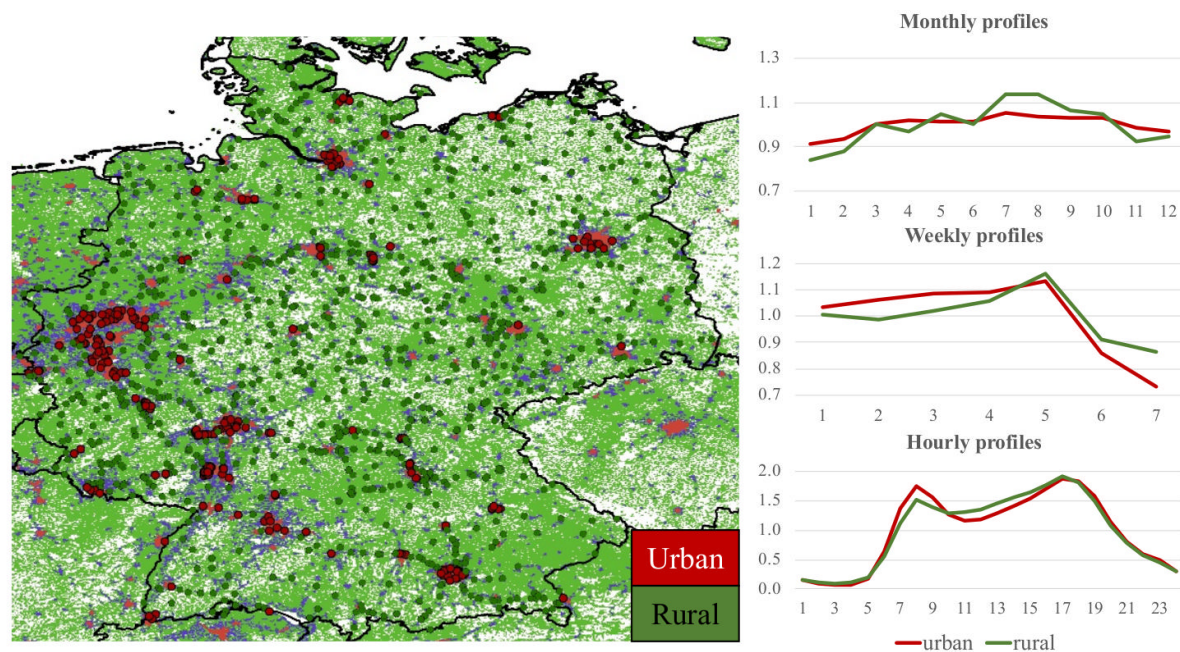 Monthly profiles
1.3
1.1
0.9
0.7
1 2 3 4 5 6 7 8 9 10 11 12
Weekly profiles
1.2
1.1
1.0
0.9
0.8
0.7
1 2 3 4 5 6 7
Hourly profiles
2.0
1.5
1.0
0.5
0.0
1 3 5 7 9 11 13 15 17 19 21 23
urban rural
Urban
Rural